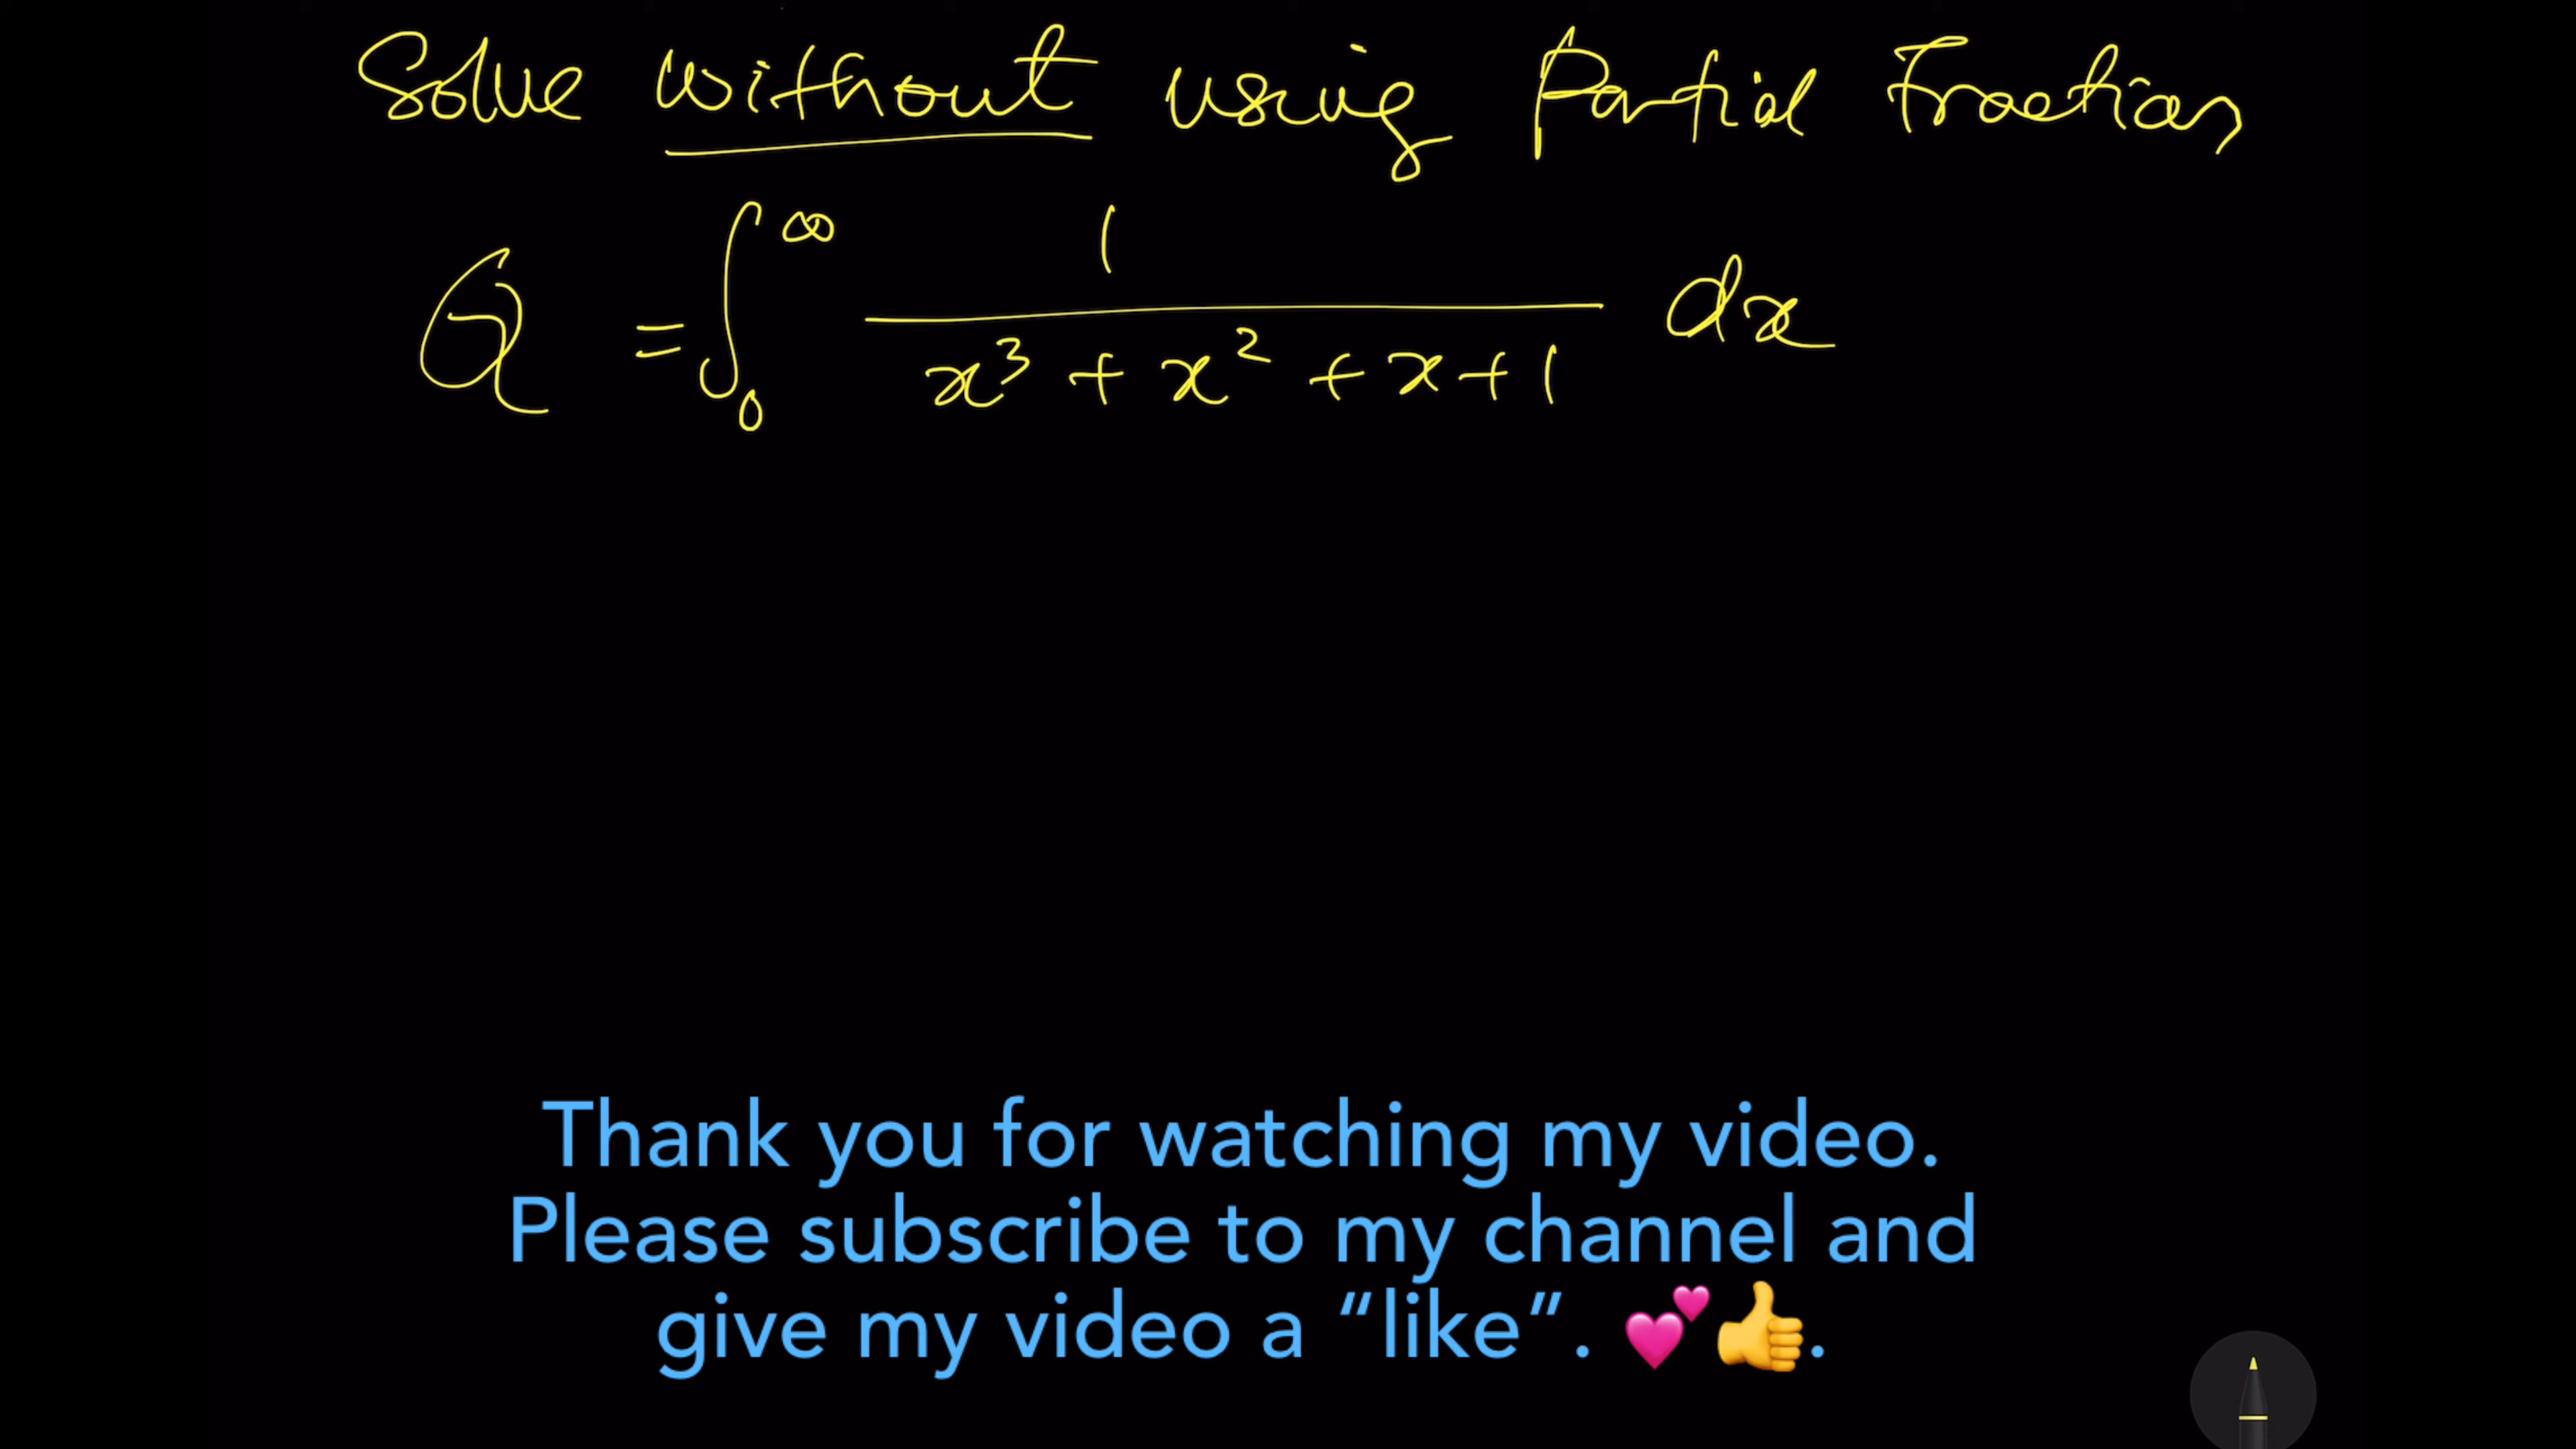 Solve without using Partial Fraction
Q = ∫₀^∞ 1 / (x³ + x² + x + 1) dx
Thank you for watching my video.
Please subscribe to my channel and
give my video a “like”. 💕👍.